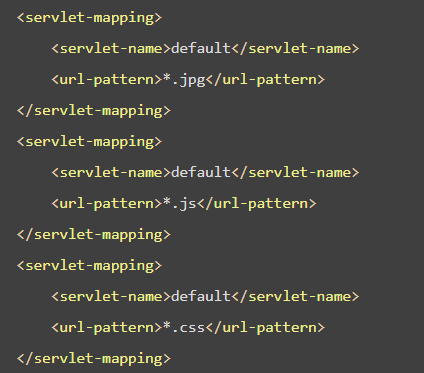 <servlet-mapping>
<servlet-name>default</servlet-name>
<url-pattern>*.jpg</url-pattern>
</servlet-mapping>
<servlet-mapping>
<servlet-name>default</servlet-name>
<url-pattern>*.js</url-pattern>
</servlet-mapping>
<servlet-mapping>
<servlet-name>default</servlet-name>
<url-pattern>*.css</url-pattern>
</servlet-mapping>